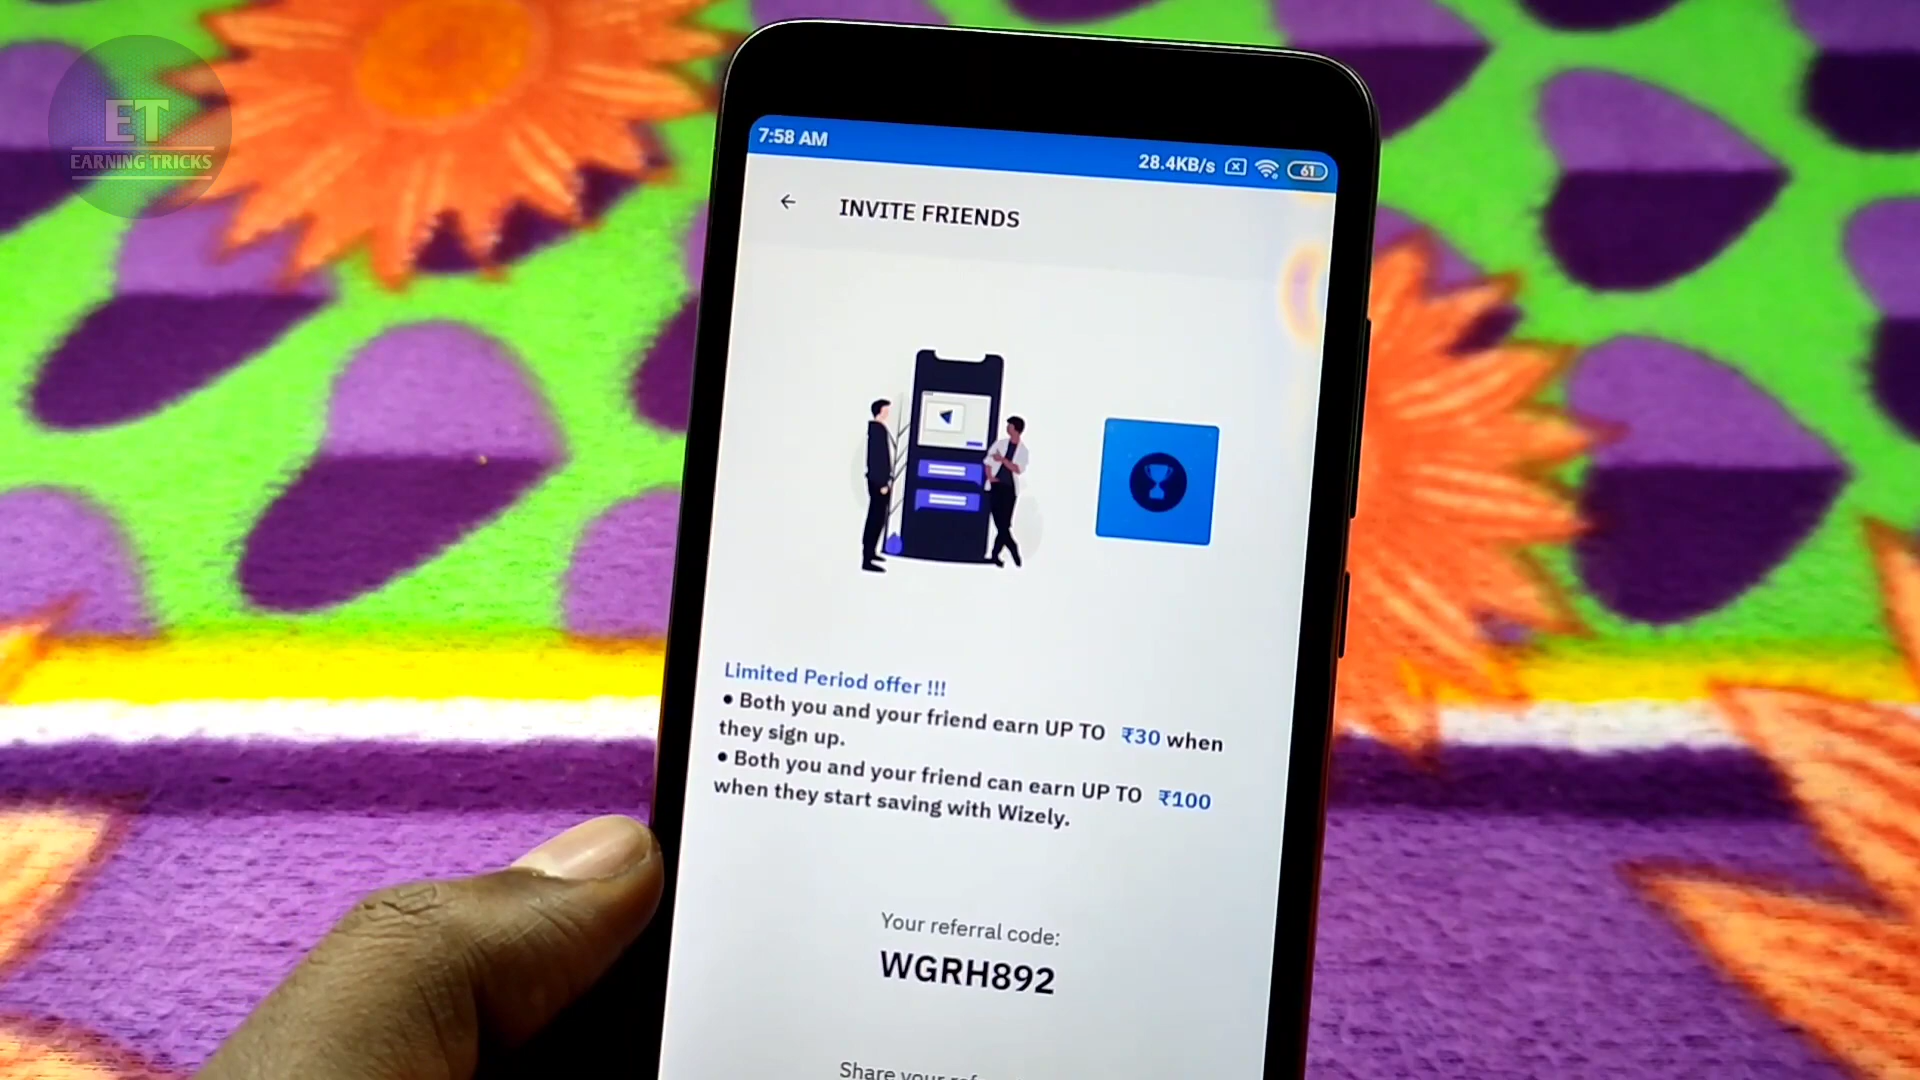 ET
EARNING TRICKS
7:58 AM
28.4KB/s
61
INVITE FRIENDS
Limited Period offer !!!
● Both you and your friend earn UP TO ₹30 when
they sign up.
● Both you and your friend can earn UP TO ₹100
when they start saving with Wizely.
Your referral code:
WGRH892
Share your